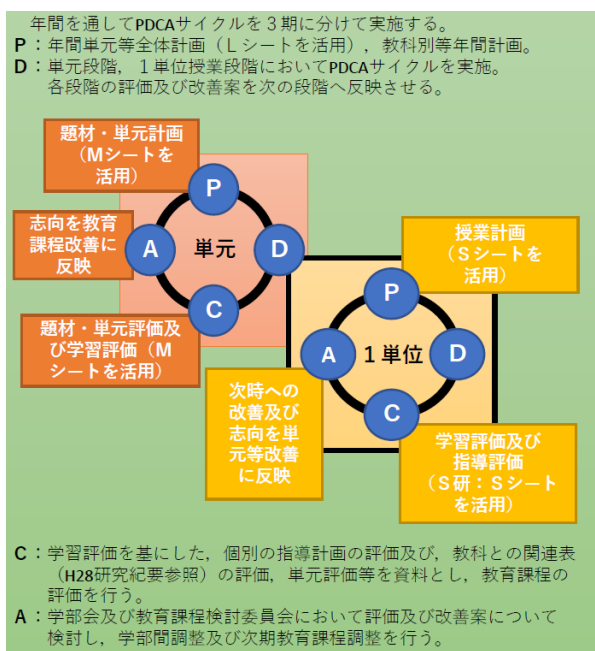 年間を通してPDCAサイクルを３期に分けて実施する。
P：年間単元等全体計画（Ｌシートを活用），教科別等年間計画。
D：単元段階，１単位授業段階においてPDCAサイクルを実施。
各段階の評価及び改善案を次の段階へ反映させる。
題材・単元計画
（Mシートを
活用）
P
志向を教育
課程改善に
反映
A
単元
D
C
題材・単元評価及
び学習評価（M
シートを活用）
授業計画
（Ｓシートを
活用）
P
A
１単位
D
C
次時への
改善及び
志向を単
元等改善
に反映
学習評価及び
指導評価
（Ｓ研：Ｓシート
を活用）
C：学習評価を基にした，個別の指導計画の評価及び，教科との関連表
（H28研究紀要参照）の評価，単元評価等を資料とし，教育課程の
評価を行う。
A：学部会及び教育課程検討委員会において評価及び改善案について
検討し，学部間調整及び次期教育課程調整を行う。